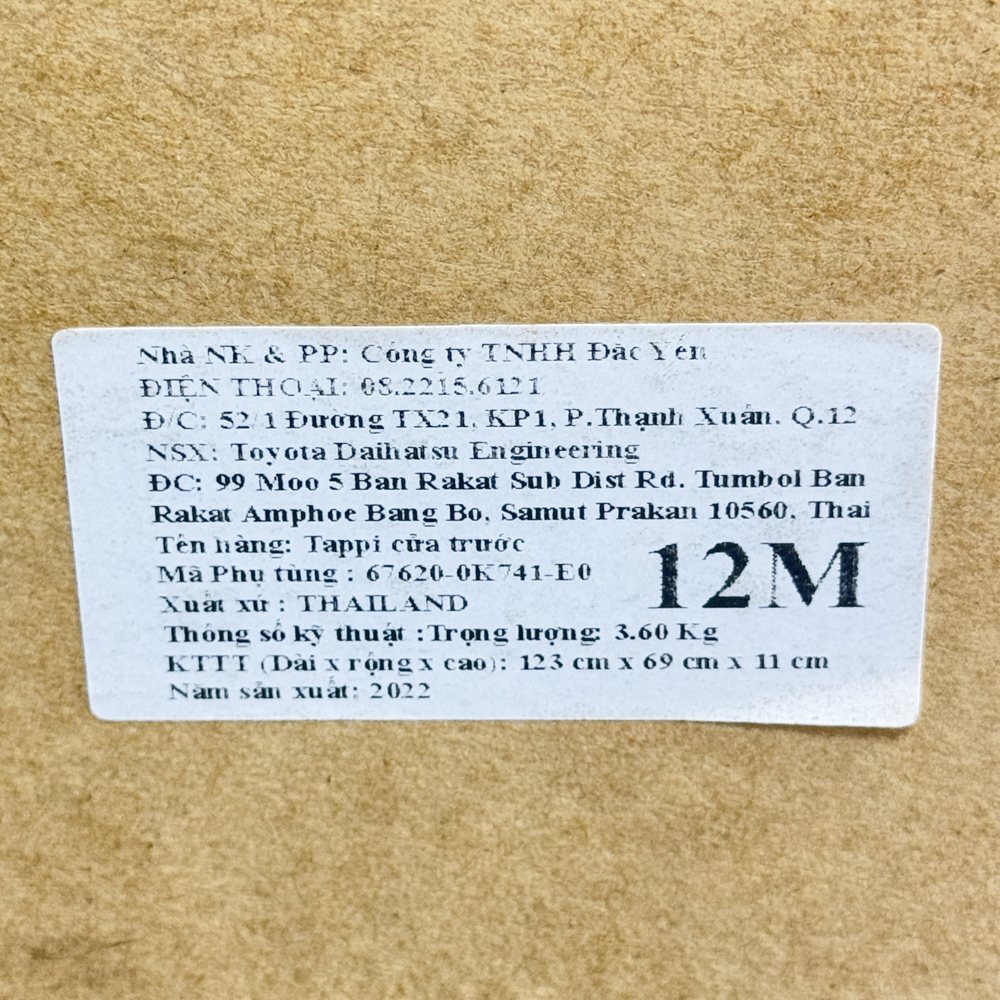 Nhà NK & PP: Công ty TNHH Đắc Yến
ĐIỆN THOẠI: 08.2215.6121
Đ/C: 52/1 Đường TX21, KP1, P.Thạnh Xuân. Q.12
NSX: Toyota Daihatsu Engineering
ĐC: 99 Moo 5 Ban Rakat Sub Dist Rd. Tumbol Ban
Rakat Amphoe Bang Bo, Samut Prakan 10560, Thai
Tên hàng: Tappi cửa trước
Mã Phụ tùng : 67620-0K741-E0
12M
Xuất xứ : THAILAND
Thông số kỹ thuật :Trọng lượng: 3.60 Kg
KTTT (Dài x rộng x cao): 123 cm x 69 cm x 11 cm
Năm sản xuất: 2022